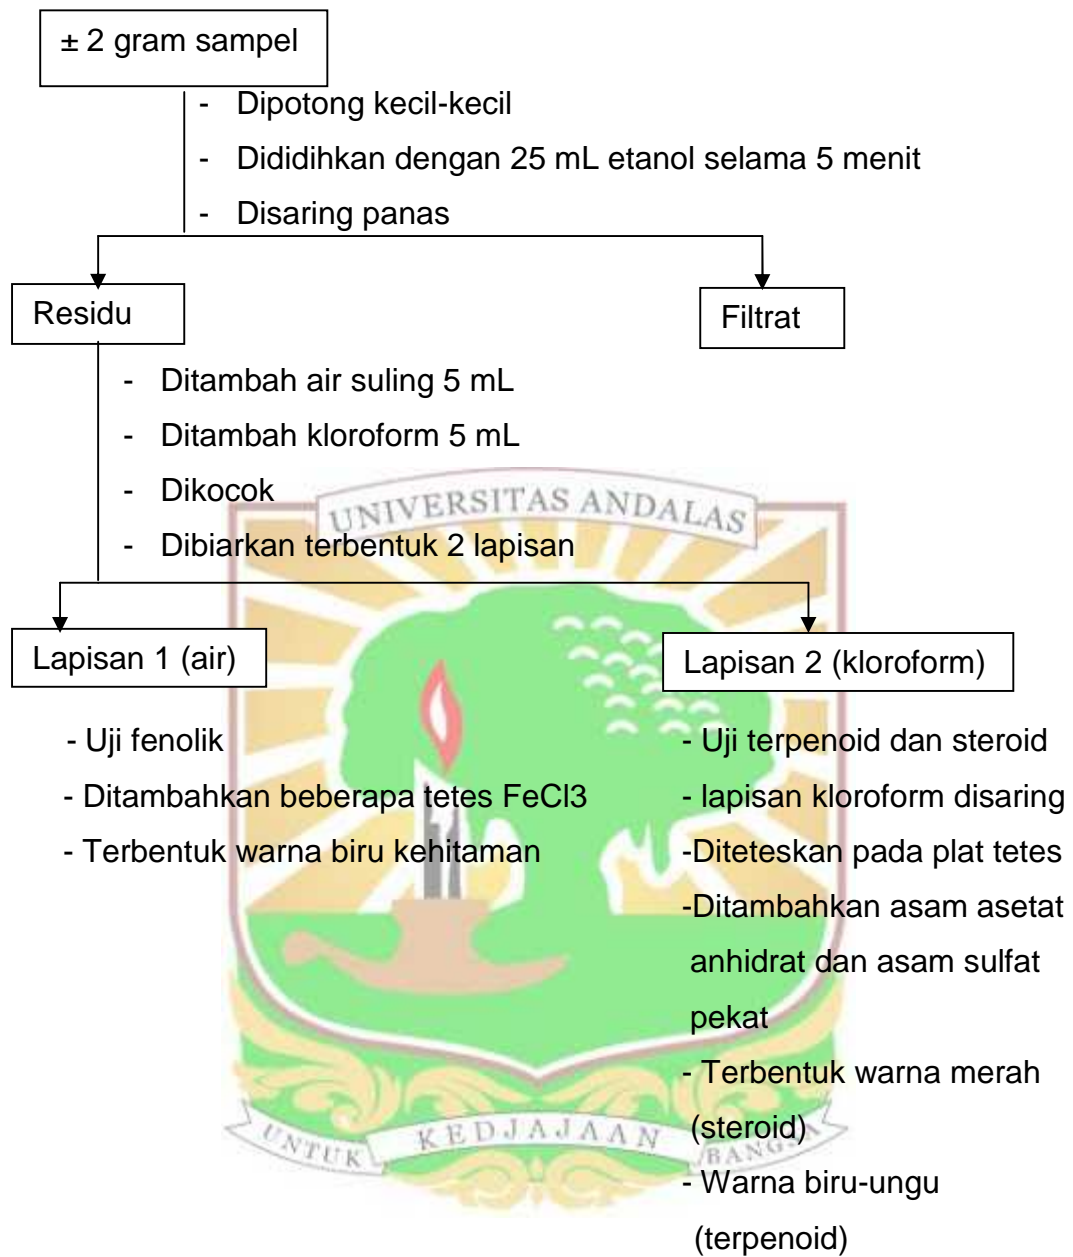 ± 2 gram sampel
- Dipotong kecil-kecil
- Dididihkan dengan 25 mL etanol selama 5 menit
- Disaring panas
Residu
Filtrat
- Ditambah air suling 5 mL
- Ditambah kloroform 5 mL
- Dikocok
- Dibiarkan terbentuk 2 lapisan
UNIVERSITAS ANDALAS
Lapisan 1 (air)
- Uji fenolik
- Ditambahkan beberapa tetes FeCl3
- Terbentuk warna biru kehitaman
Lapisan 2 (kloroform)
- Uji terpenoid dan steroid
- lapisan kloroform disaring
-Diteteskan pada plat tetes
-Ditambahkan asam asetat
anhidrat dan asam sulfat
pekat
- Terbentuk warna merah
(steroid)
- Warna biru-ungu
(terpenoid)
UNTUK KEDJAJAAN BANGSA